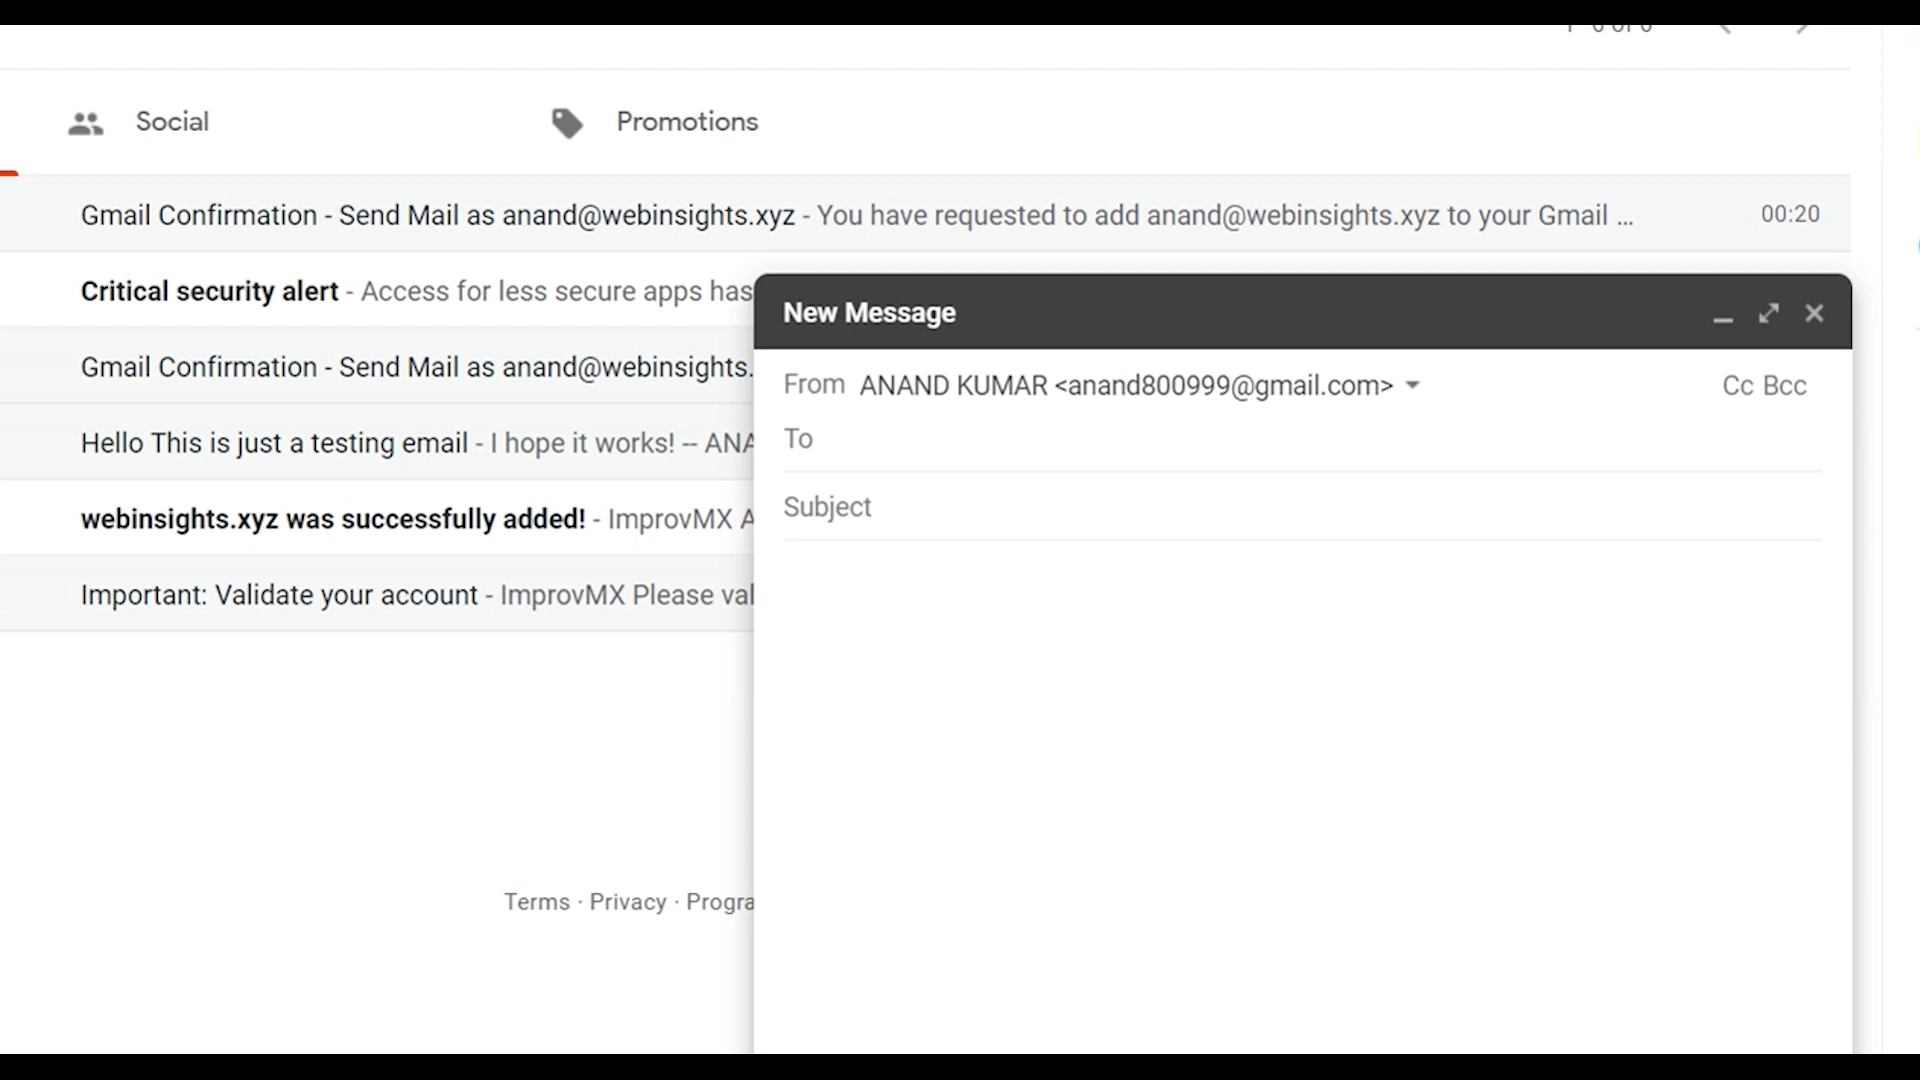 Social
Promotions
Gmail Confirmation - Send Mail as anand@webinsights.xyz - You have requested to add anand@webinsights.xyz to your Gmail ...
00:20
Critical security alert - Access for less secure apps has
Gmail Confirmation - Send Mail as anand@webinsights.
Hello This is just a testing email - I hope it works! -- ANA
webinsights.xyz was successfully added! - ImprovMX A
Important: Validate your account - ImprovMX Please val
New Message
From ANAND KUMAR <anand800999@gmail.com>
Cc Bcc
To
Subject
Terms · Privacy · Progra